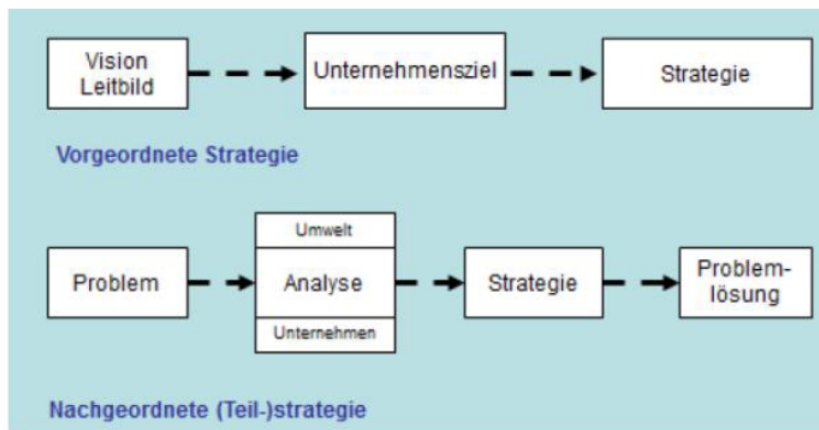 Vision
Leitbild
Unternehmensziel
Strategie
Vorgeordnete Strategie
Umwelt
Problem
Analyse
Strategie
Problem-
lösung
Unternehmen
Nachgeordnete (Teil-)strategie